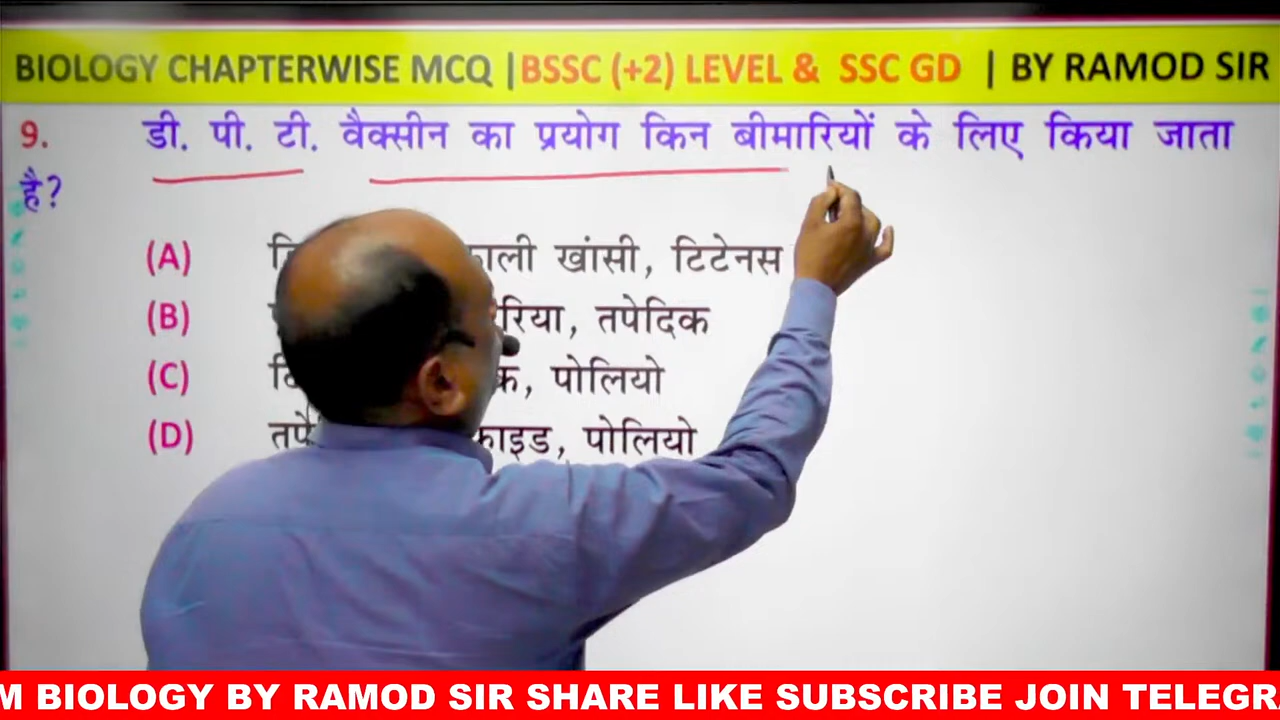 BIOLOGY CHAPTERWISE MCQ | BSSC (+2) LEVEL & SSC GD | BY RAMOD SIR
9. डी. पी. टी. वैक्सीन का प्रयोग किन बीमारियों के लिए किया जाता
है?
(A) खांसी, टिटेनस
(B) तपेदिक
(C) पोलियो
(D) पोलियो
BIOLOGY BY RAMOD SIR SHARE LIKE SUBSCRIBE JOIN